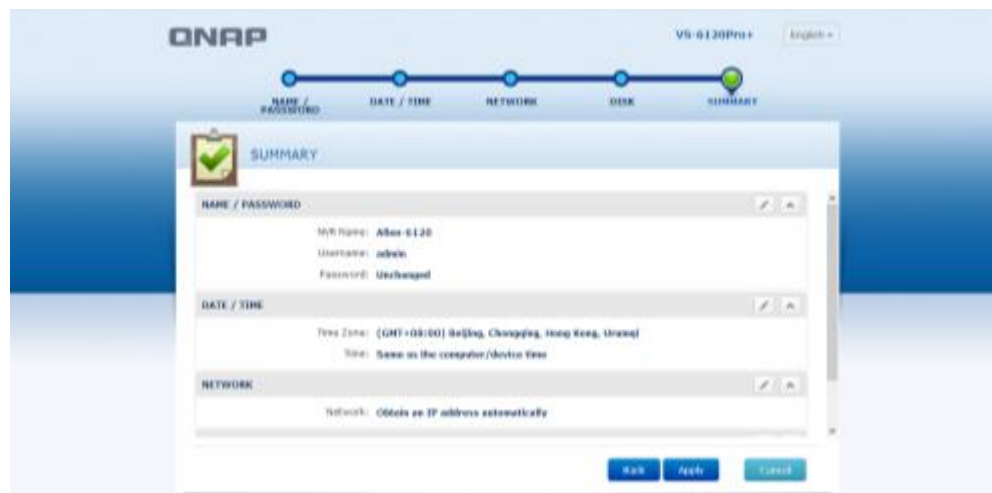 QNAP
VS-6120Pro+
English
NAME / PASSWORD
DATE / TIME
NETWORK
DISK
SUMMARY
SUMMARY
NAME / PASSWORD
NVR Name:
Username: admin
Password: Unchanged
DATE / TIME
Time Zone: (GMT+08:00) Beijing, Chongqing, Hong Kong, Urumqi
Time: Same as the computer/device time
NETWORK
Network: Obtain an IP address automatically
Back
Apply
Cancel